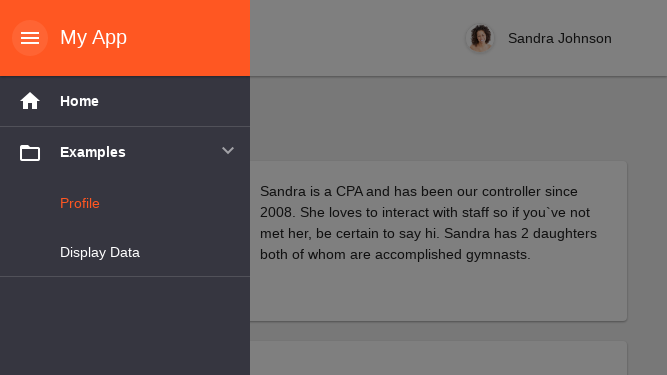 My App
Sandra Johnson
Home
Examples
Profile
Display Data
Sandra is a CPA and has been our controller since
2008. She loves to interact with staff so if you`ve not
met her, be certain to say hi. Sandra has 2 daughters
both of whom are accomplished gymnasts.